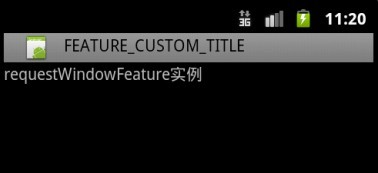 3G 11:20
FEATURE_CUSTOM_TITLE
requestWindowFeature实例